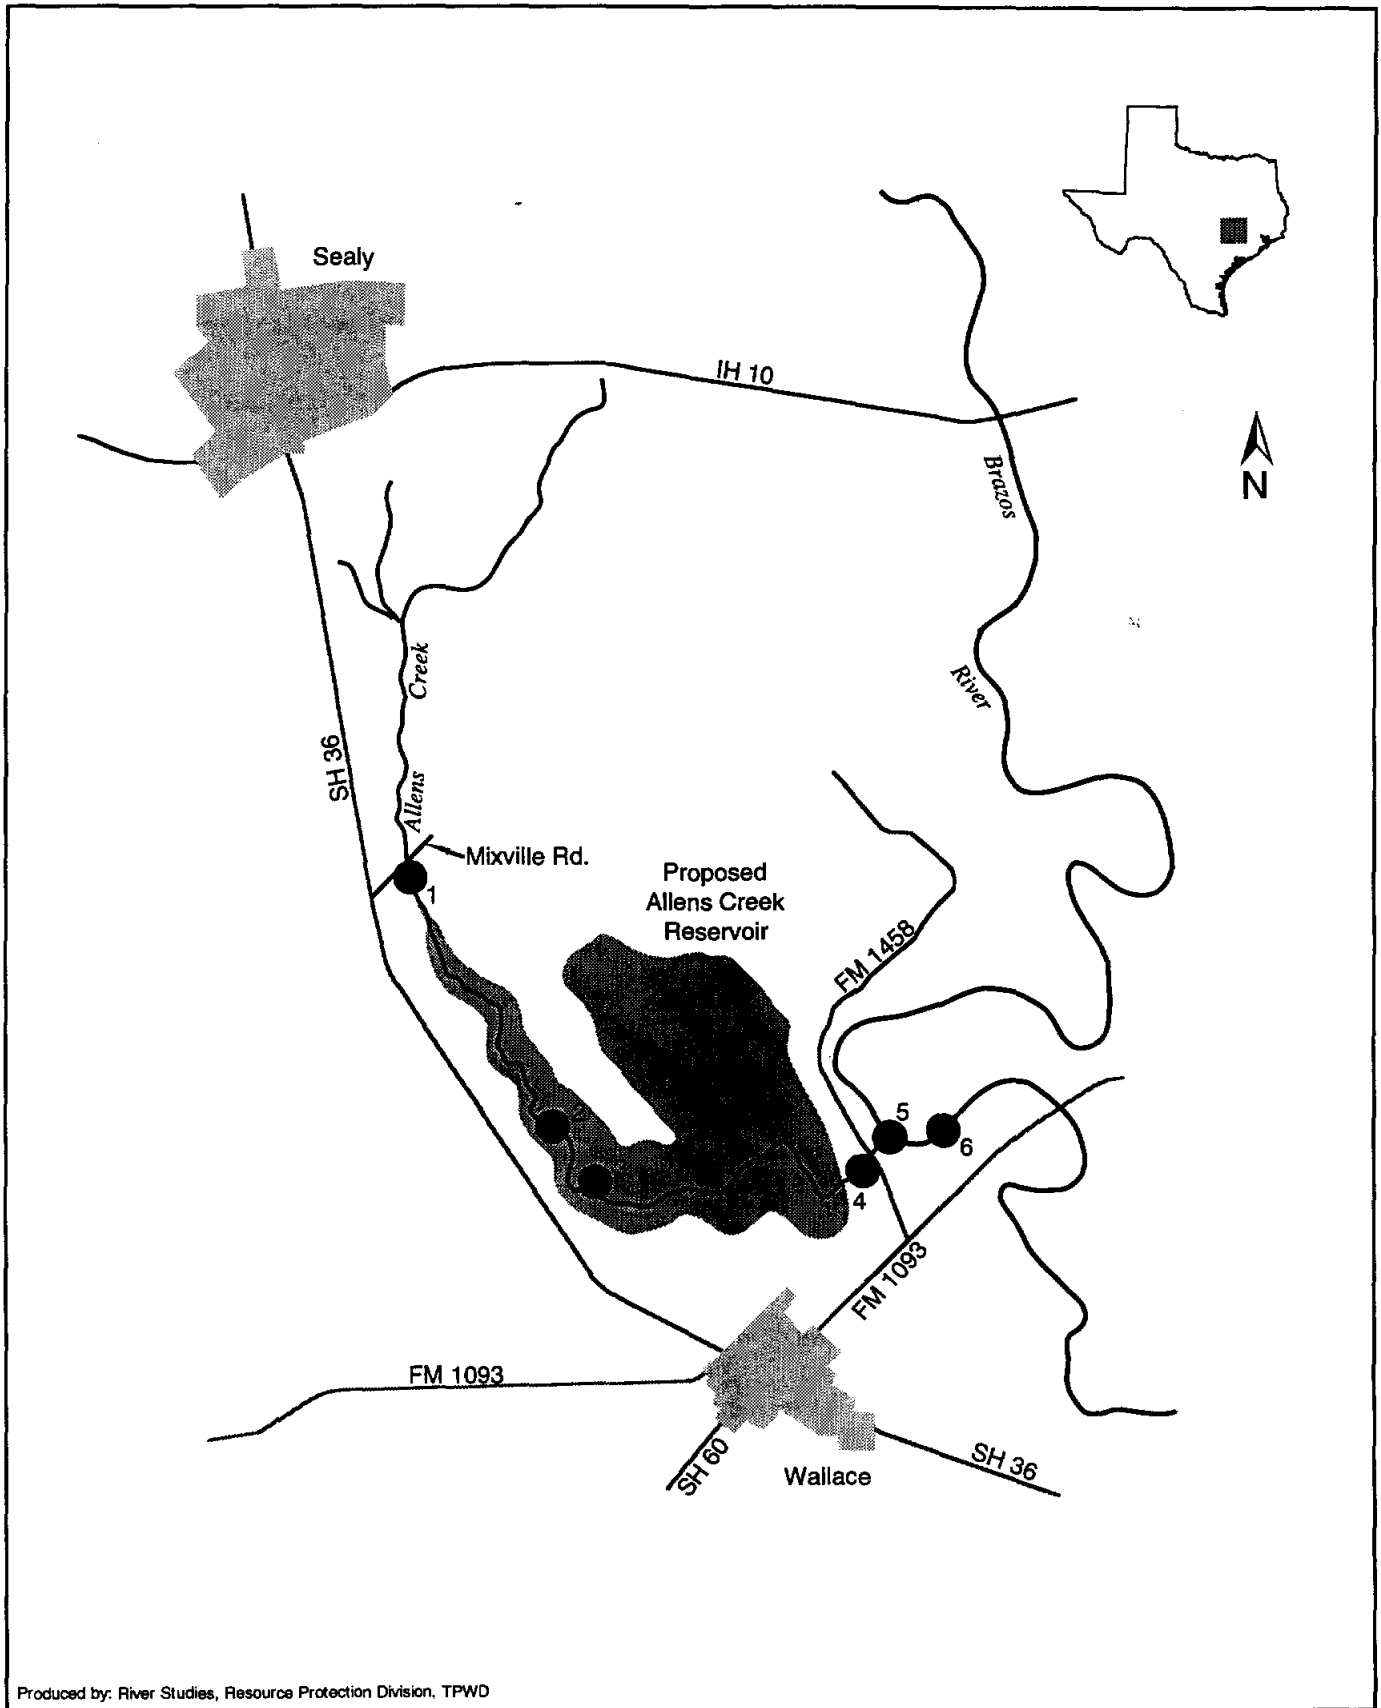 Sealy
IH 10
Brazos
N
River
Creek
SH 36
Allens
Mixville Rd.
1
Proposed
Allens Creek
Reservoir
FM 1458
2
5
6
4
FM 1093
FM 1093
SH 60
Wallace
SH 36
Produced by: River Studies, Resource Protection Division, TPWD